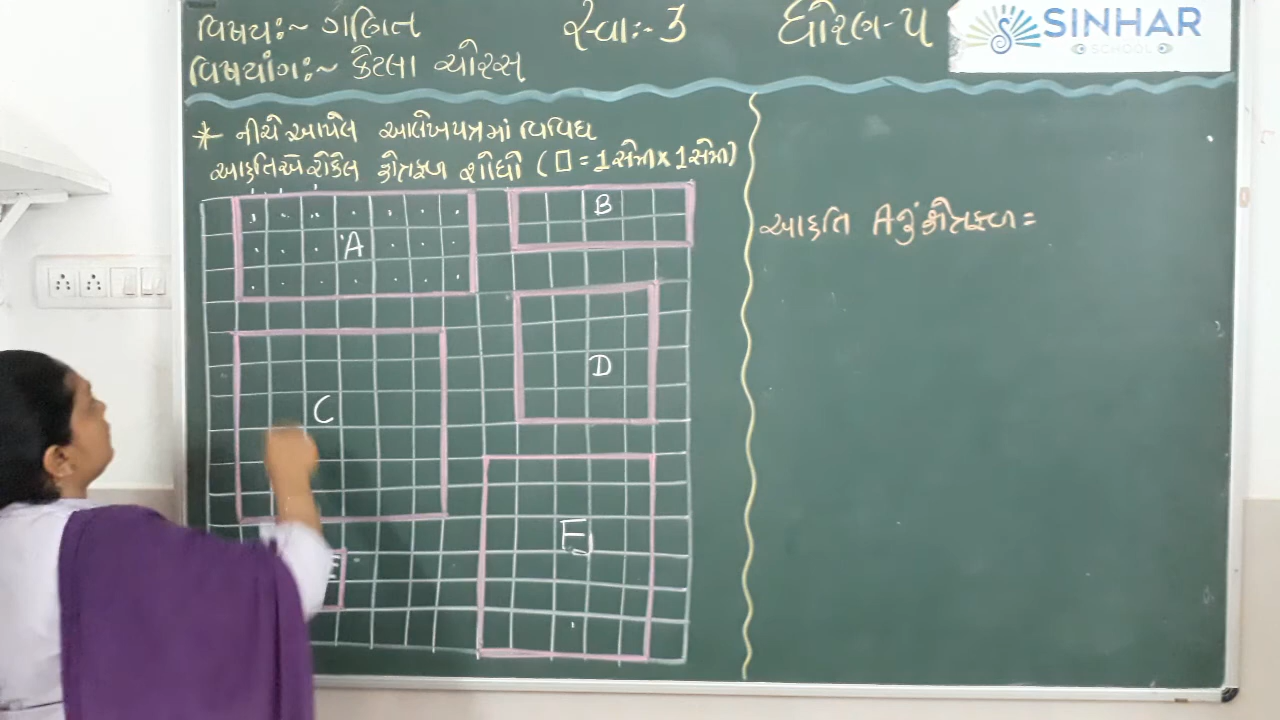 વિષય:~ ગણિત સ્વા:-3 ધોરણ-૫
SINHAR
SCHOOL
વિષયાંગ:~ કેટલા ચોરસ
* નીચે આપેલ આલેખપત્રમાં વિવિધ
આકૃતિએ રોકેલ ક્ષેત્રફળ શોધો (□ = 1 સેમી x 1 સેમી)
A
B
C
D
E
આકૃતિ A નું ક્ષેત્રફળ =